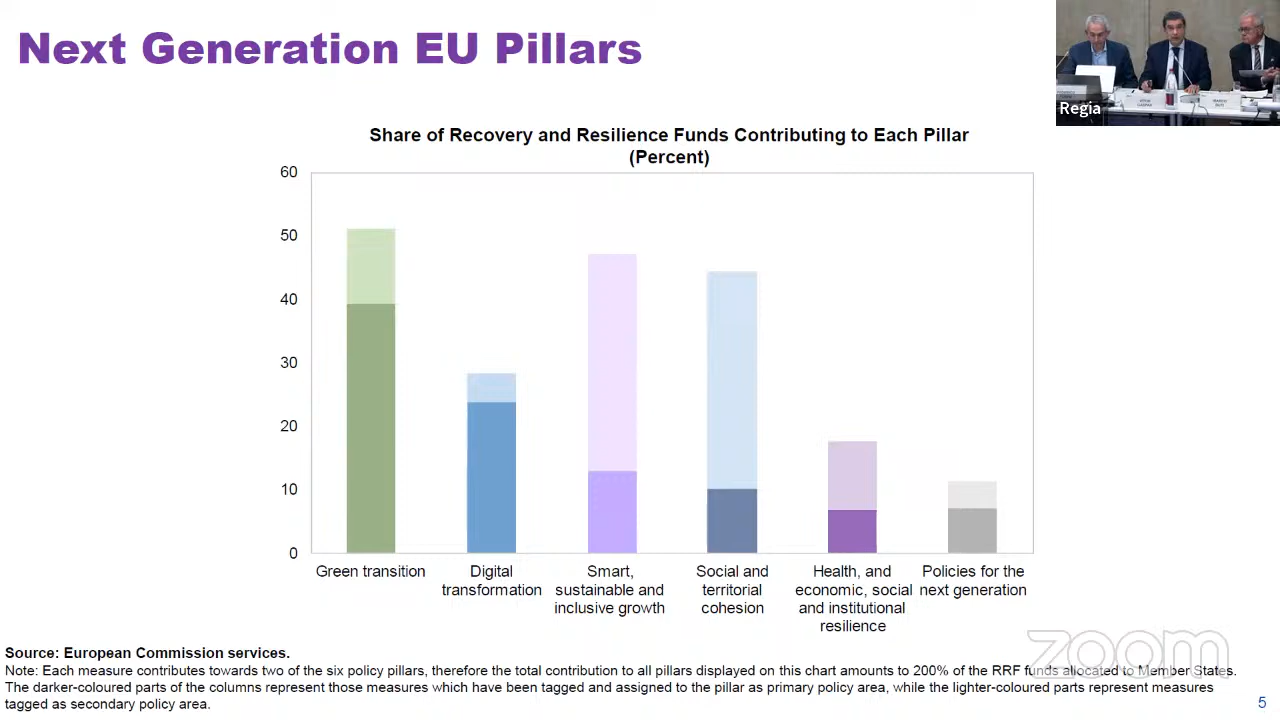 Next Generation EU Pillars
Regia
Share of Recovery and Resilience Funds Contributing to Each Pillar
(Percent)
60
50
40
30
20
10
0
Green transition
Digital
transformation
Smart,
sustainable and
inclusive growth
Social and
territorial
cohesion
Health, and
economic, social
and institutional
resilience
Policies for the
next generation
Source: European Commission services.
Note: Each measure contributes towards two of the six policy pillars, therefore the total contribution to all pillars displayed on this chart amounts to 200% of the RRF funds allocated to Member States.
The darker-coloured parts of the columns represent those measures which have been tagged and assigned to the pillar as primary policy area, while the lighter-coloured parts represent measures
tagged as secondary policy area.
zoom
5